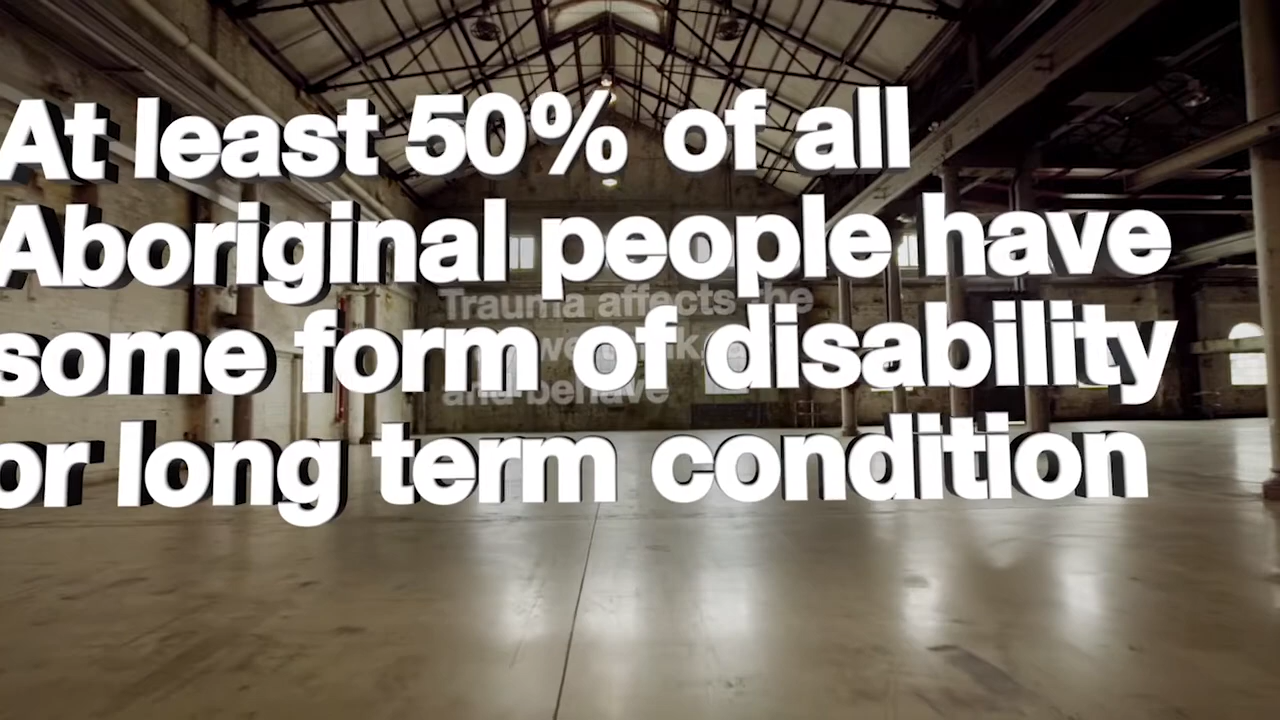 At least 50% of all
Aboriginal people have
some form of disability
or long term condition
Trauma affects the
and behave